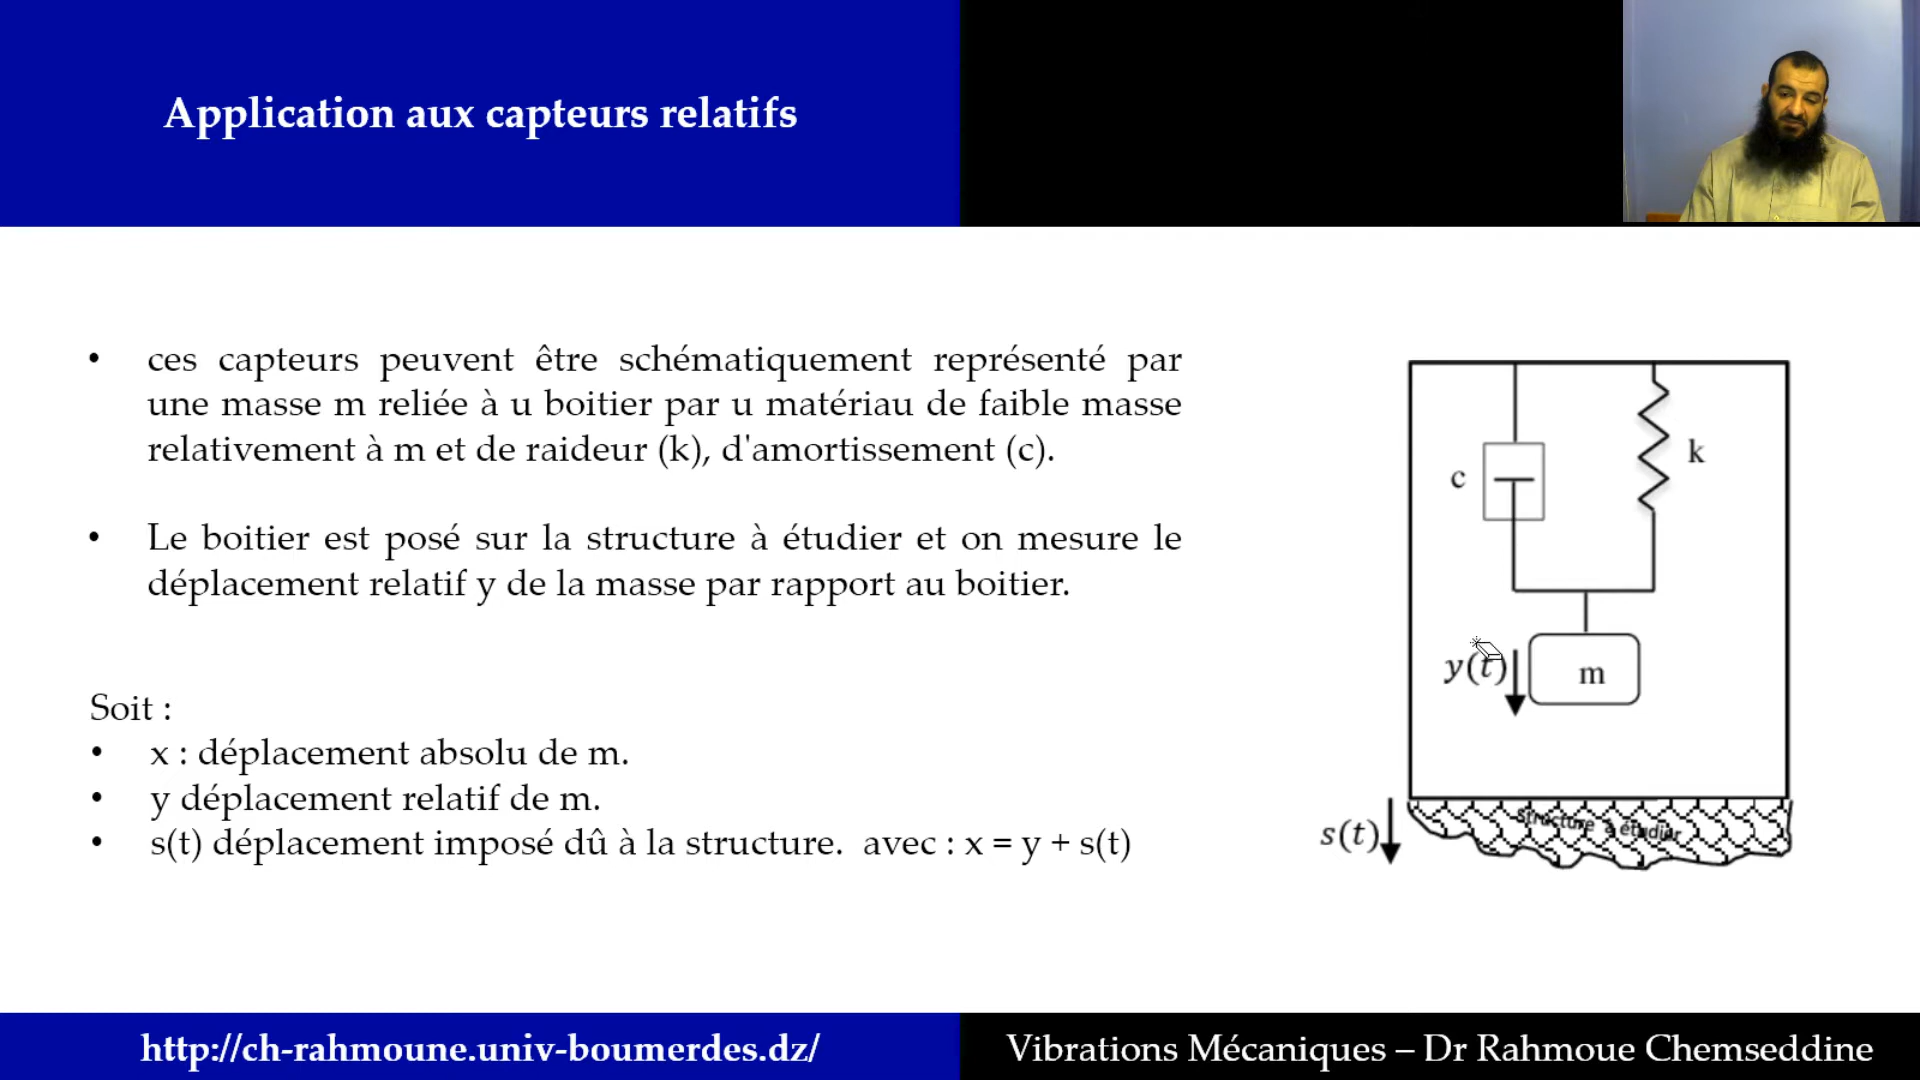 Application aux capteurs relatifs
• ces capteurs peuvent être schématiquement représenté par
une masse m reliée à u boitier par u matériau de faible masse
relativement à m et de raideur (k), d'amortissement (c).
• Le boitier est posé sur la structure à étudier et on mesure le
déplacement relatif y de la masse par rapport au boitier.
Soit :
• x : déplacement absolu de m.
• y déplacement relatif de m.
• s(t) déplacement imposé dû à la structure. avec : x = y + s(t)
c
k
y(t)
m
s(t)
Structure à étudier
http://ch-rahmoune.univ-boumerdes.dz/
Vibrations Mécaniques – Dr Rahmoue Chemseddine